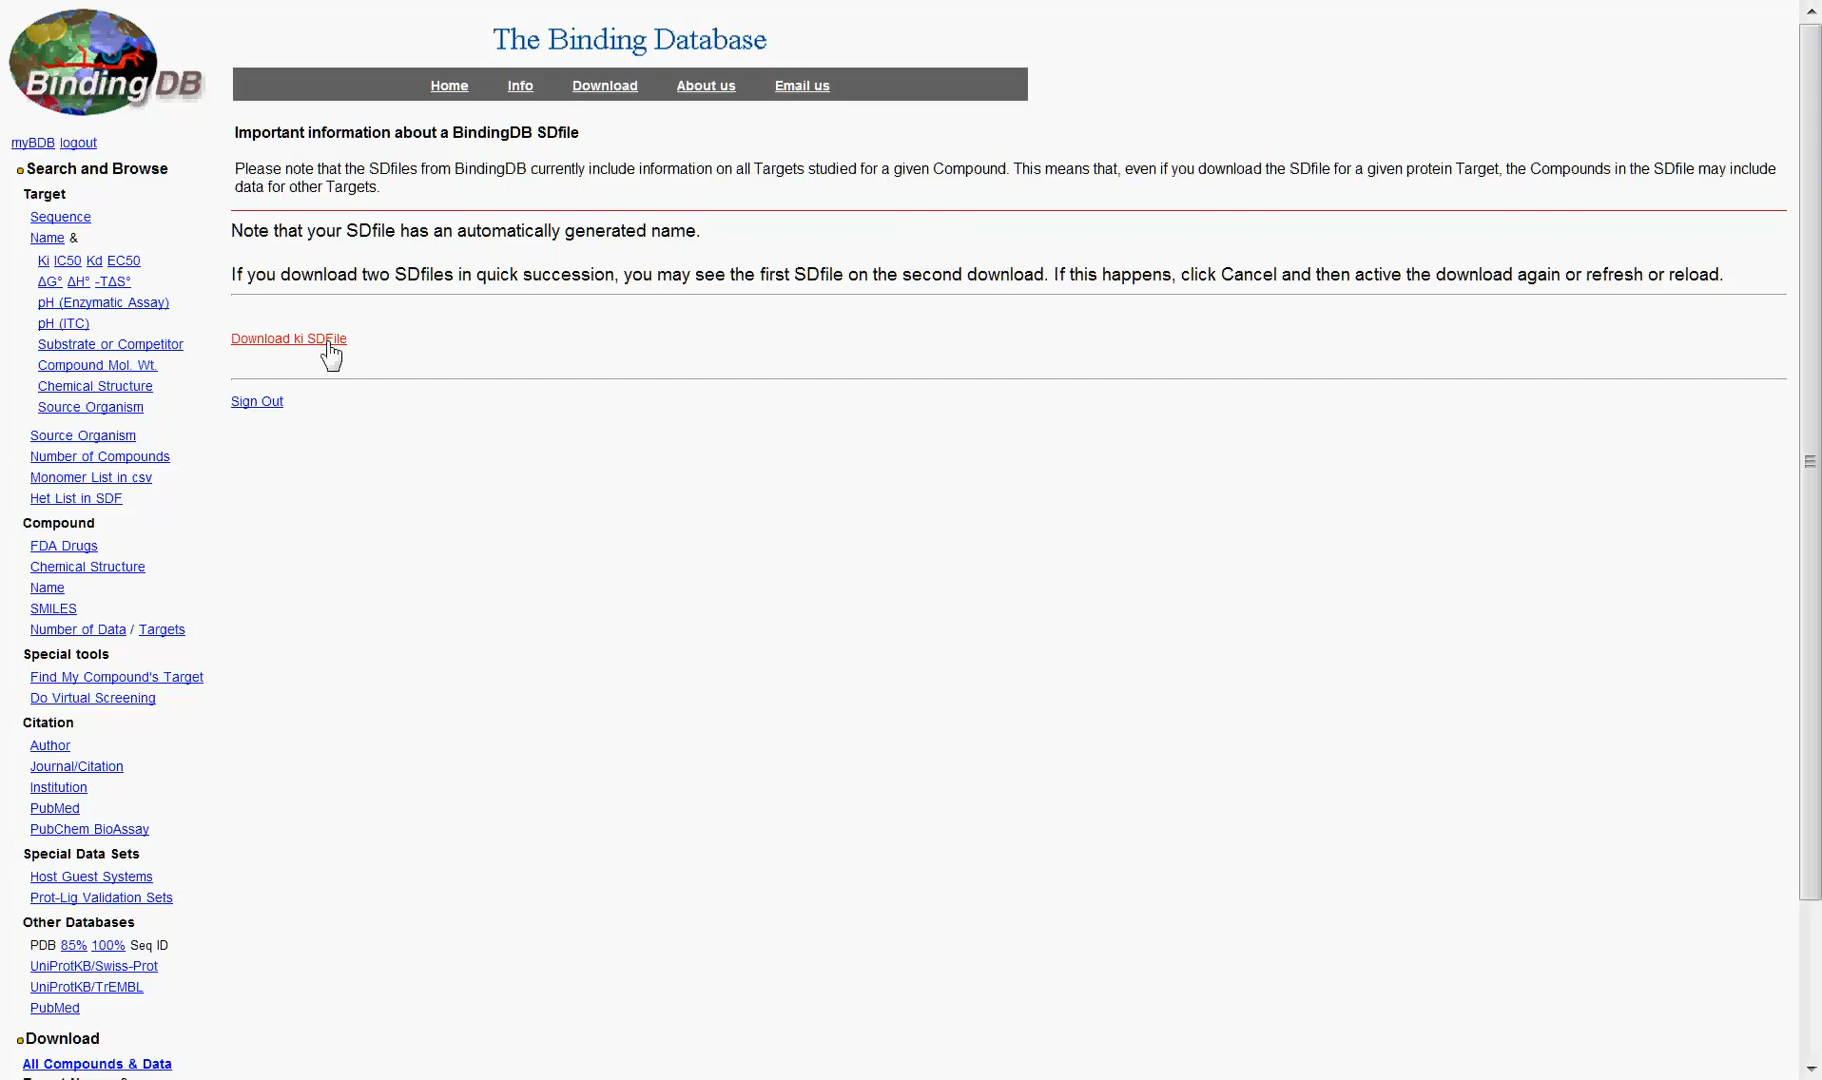 BindingDB
The Binding Database
Home Info Download About us Email us
myBDB logout
Search and Browse
Target
Sequence
Name &
Ki IC50 Kd EC50
ΔG° ΔH° -TΔS°
pH (Enzymatic Assay)
pH (ITC)
Substrate or Competitor
Compound Mol. Wt.
Chemical Structure
Source Organism
Source Organism
Number of Compounds
Monomer List in csv
Het List in SDF
Compound
FDA Drugs
Chemical Structure
Name
SMILES
Number of Data / Targets
Special tools
Find My Compound's Target
Do Virtual Screening
Citation
Author
Journal/Citation
Institution
PubMed
PubChem BioAssay
Special Data Sets
Host Guest Systems
Prot-Lig Validation Sets
Other Databases
PDB 85% 100% Seq ID
UniProtKB/Swiss-Prot
UniProtKB/TrEMBL
PubMed
Download
All Compounds & Data
Important information about a BindingDB SDfile
Please note that the SDfiles from BindingDB currently include information on all Targets studied for a given Compound. This means that, even if you download the SDfile for a given protein Target, the Compounds in the SDfile may include
data for other Targets.
Note that your SDfile has an automatically generated name.
If you download two SDfiles in quick succession, you may see the first SDfile on the second download. If this happens, click Cancel and then active the download again or refresh or reload.
Download ki SDFile
Sign Out